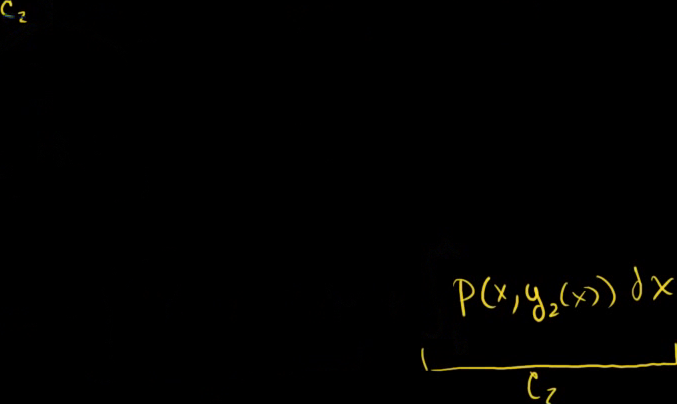 C₂
P(x, y₂(x)) dx
C₂